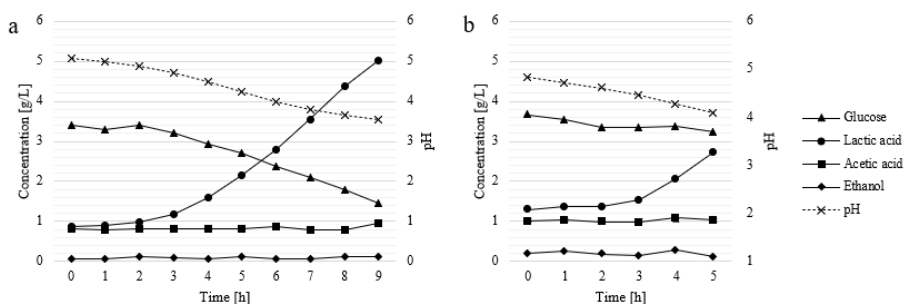 a
6 6
5 5
4 4
3 3
2 2
1 1
0 0
Concentration [g/L]
pH
0 1 2 3 4 5 6 7 8 9
Time [h]
b
6 6
5 5
4 4
3 3
2 2
1
0 1
Concentration [g/L]
pH
0 1 2 3 4 5
Time [h]
Glucose
Lactic acid
Acetic acid
Ethanol
pH